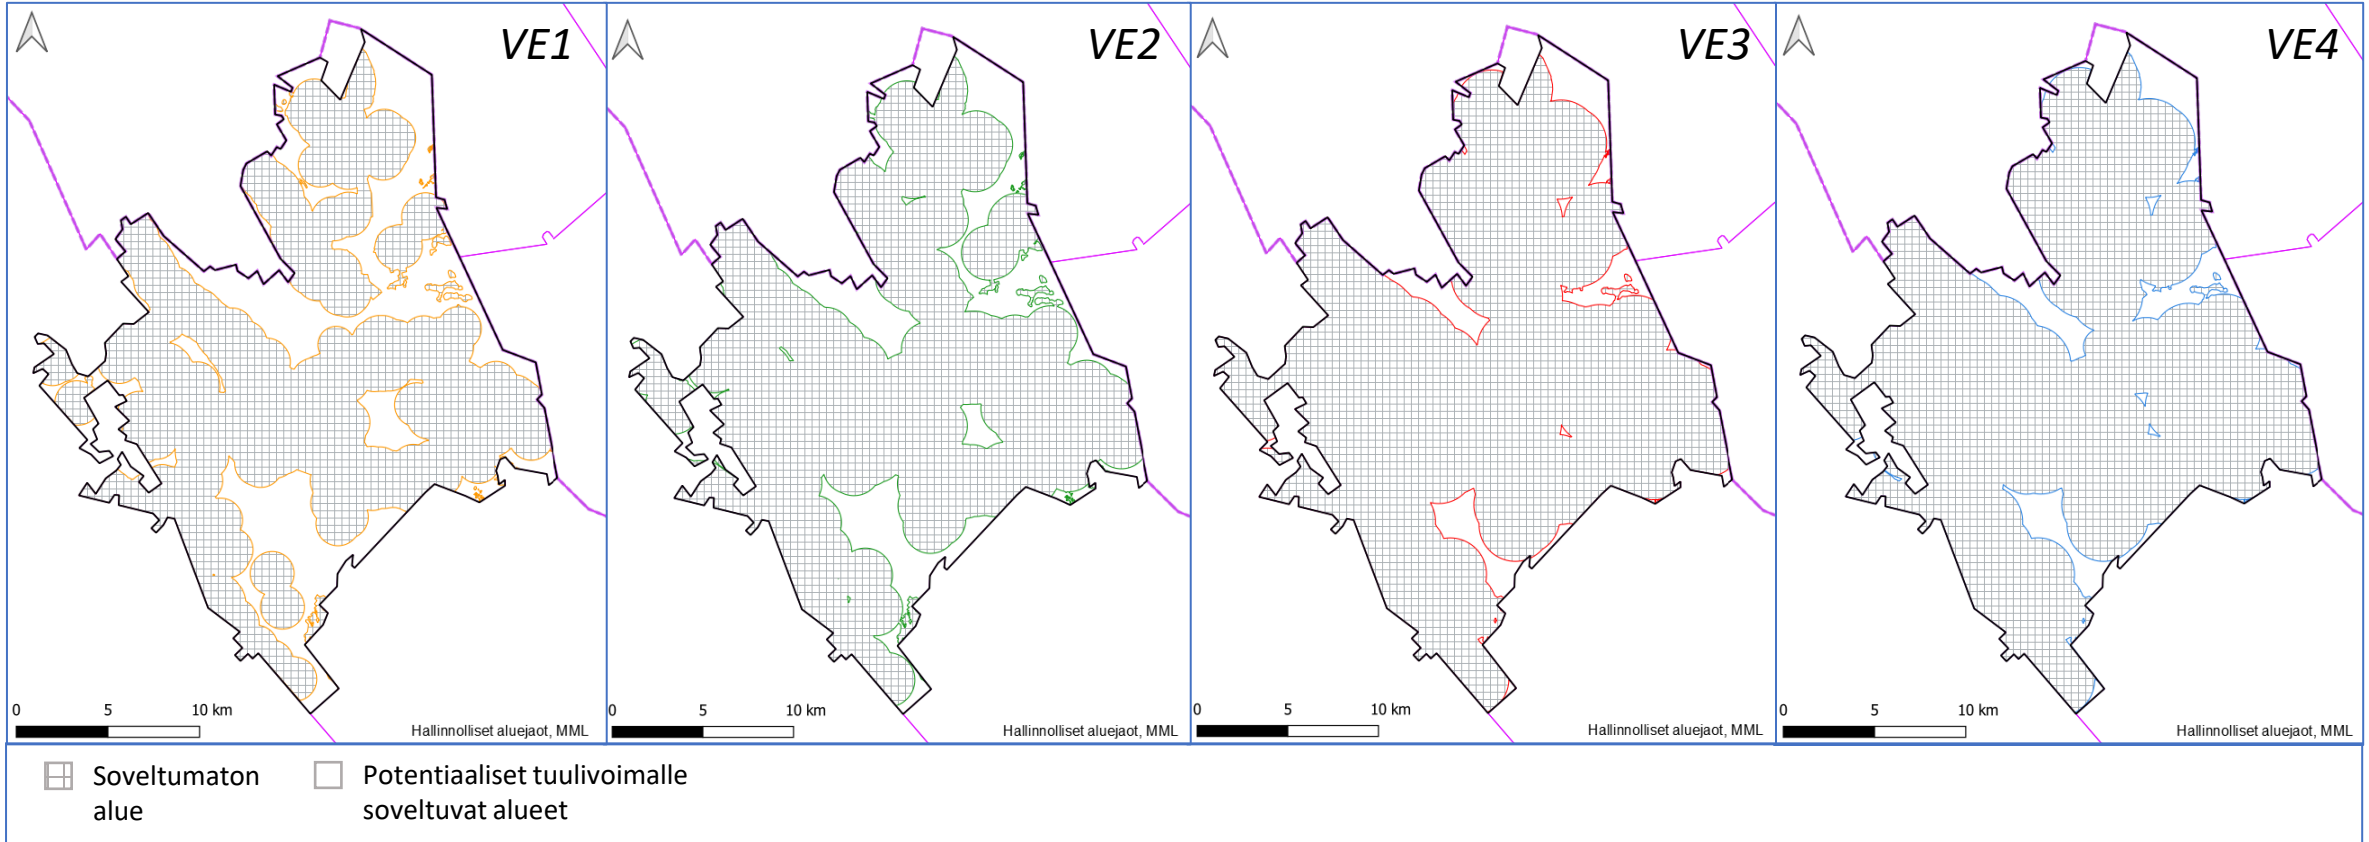 VE1
VE2
VE3
VE4
0 5 10 km
Hallinnolliset aluejaot, MML
0 5 10 km
Hallinnolliset aluejaot, MML
0 5 10 km
Hallinnolliset aluejaot, MML
0 5 10 km
Hallinnolliset aluejaot, MML
Soveltumaton
alue
Potentiaaliset tuulivoimalle
soveltuvat alueet